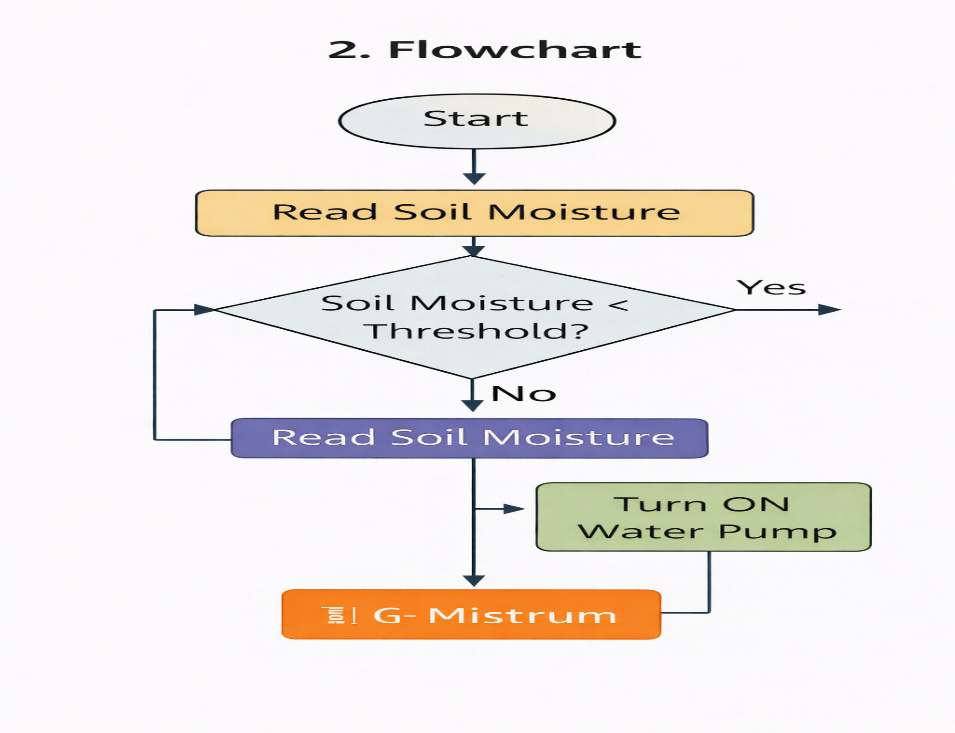 2. Flowchart
Start
Read Soil Moisture
Soil Moisture <
Threshold?
Yes
No
Read Soil Moisture
Turn ON
Water Pump
G- Mistrum